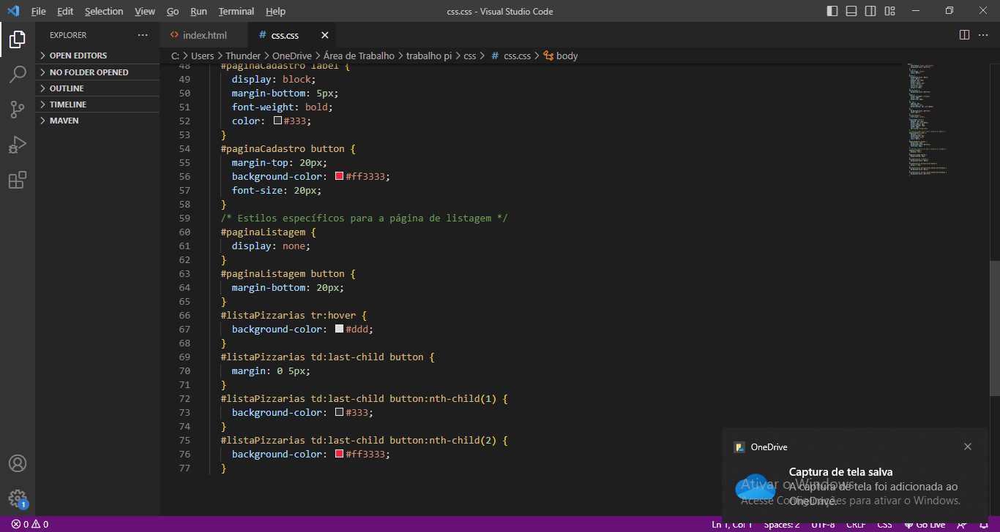 File Edit Selection View Go Run Terminal Help
css.css - Visual Studio Code
EXPLORER
OPEN EDITORS
NO FOLDER OPENED
OUTLINE
TIMELINE
MAVEN
index.html
# css.css
C: > Users > Thunder > OneDrive > Área de Trabalho > trabalho pi > css > # css.css > body
48 #paginaCadastro label {
49 display: block;
50 margin-bottom: 5px;
51 font-weight: bold;
52 color: #333;
53 }
54 #paginaCadastro button {
55 margin-top: 20px;
56 background-color: #ff3333;
57 font-size: 20px;
58 }
59 /* Estilos específicos para a página de listagem */
60 #paginaListagem {
61 display: none;
62 }
63 #paginaListagem button {
64 margin-bottom: 20px;
65 }
66 #listaPizzarias tr:hover {
67 background-color: #ddd;
68 }
69 #listaPizzarias td:last-child button {
70 margin: 0 5px;
71 }
72 #listaPizzarias td:last-child button:nth-child(1) {
73 background-color: #333;
74 }
75 #listaPizzarias td:last-child button:nth-child(2) {
76 background-color: #ff3333;
77 }
OneDrive
Captura de tela salva
A captura de tela foi adicionada ao
OneDrive.
Ativar o Windows
Acesse Configurações para ativar o Windows.
1
0 0
Ln 1, Col 1 Spaces: 2 UTF-8 CRLF CSS Go Live